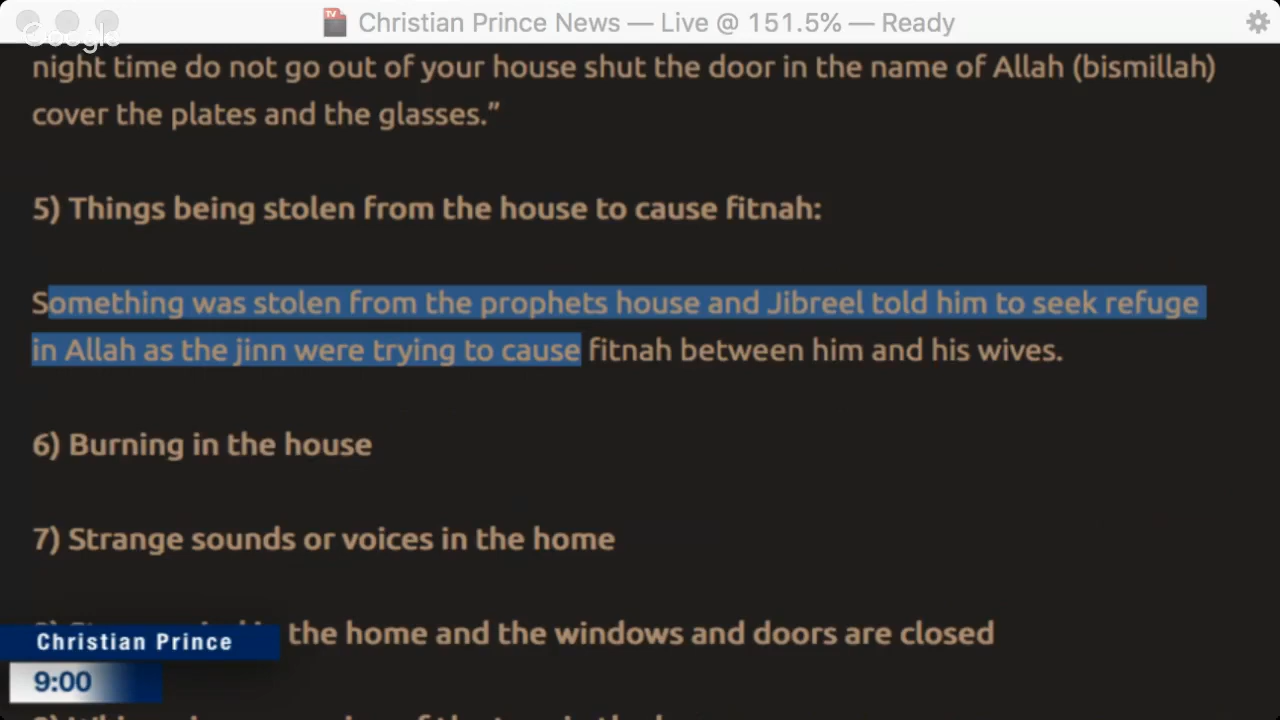 Christian Prince News — Live @ 151.5% — Ready
Google
night time do not go out of your house shut the door in the name of Allah (bismillah)
cover the plates and the glasses.”
5) Things being stolen from the house to cause fitnah:
Something was stolen from the prophets house and Jibreel told him to seek refuge
in Allah as the jinn were trying to cause fitnah between him and his wives.
6) Burning in the house
7) Strange sounds or voices in the home
the home and the windows and doors are closed
Christian Prince
9:00